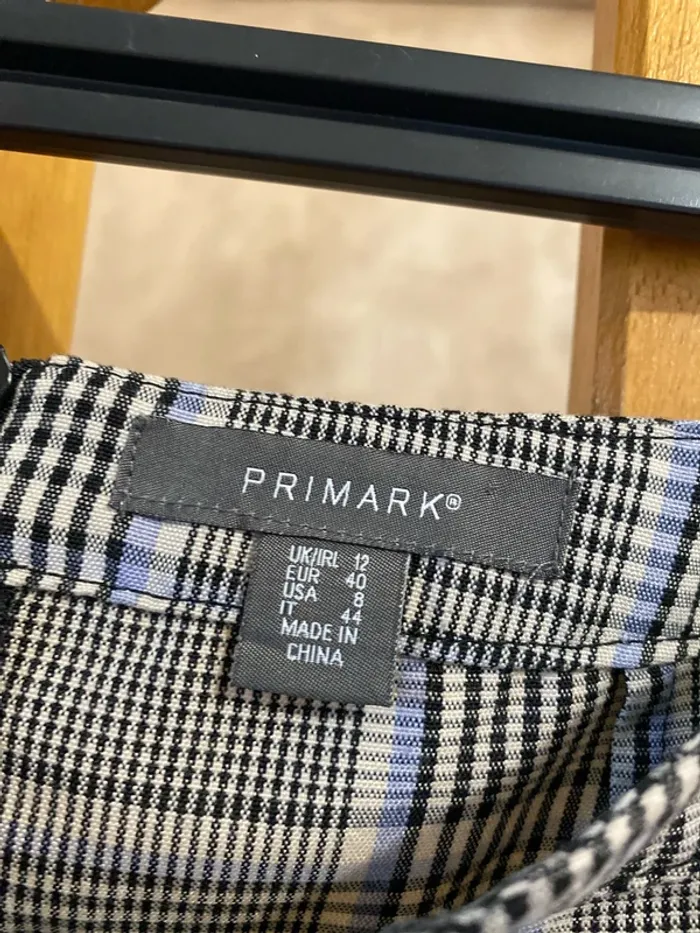 PRIMARK®
UK/IRL 12
EUR 40
USA 8
IT 44
MADE IN
CHINA